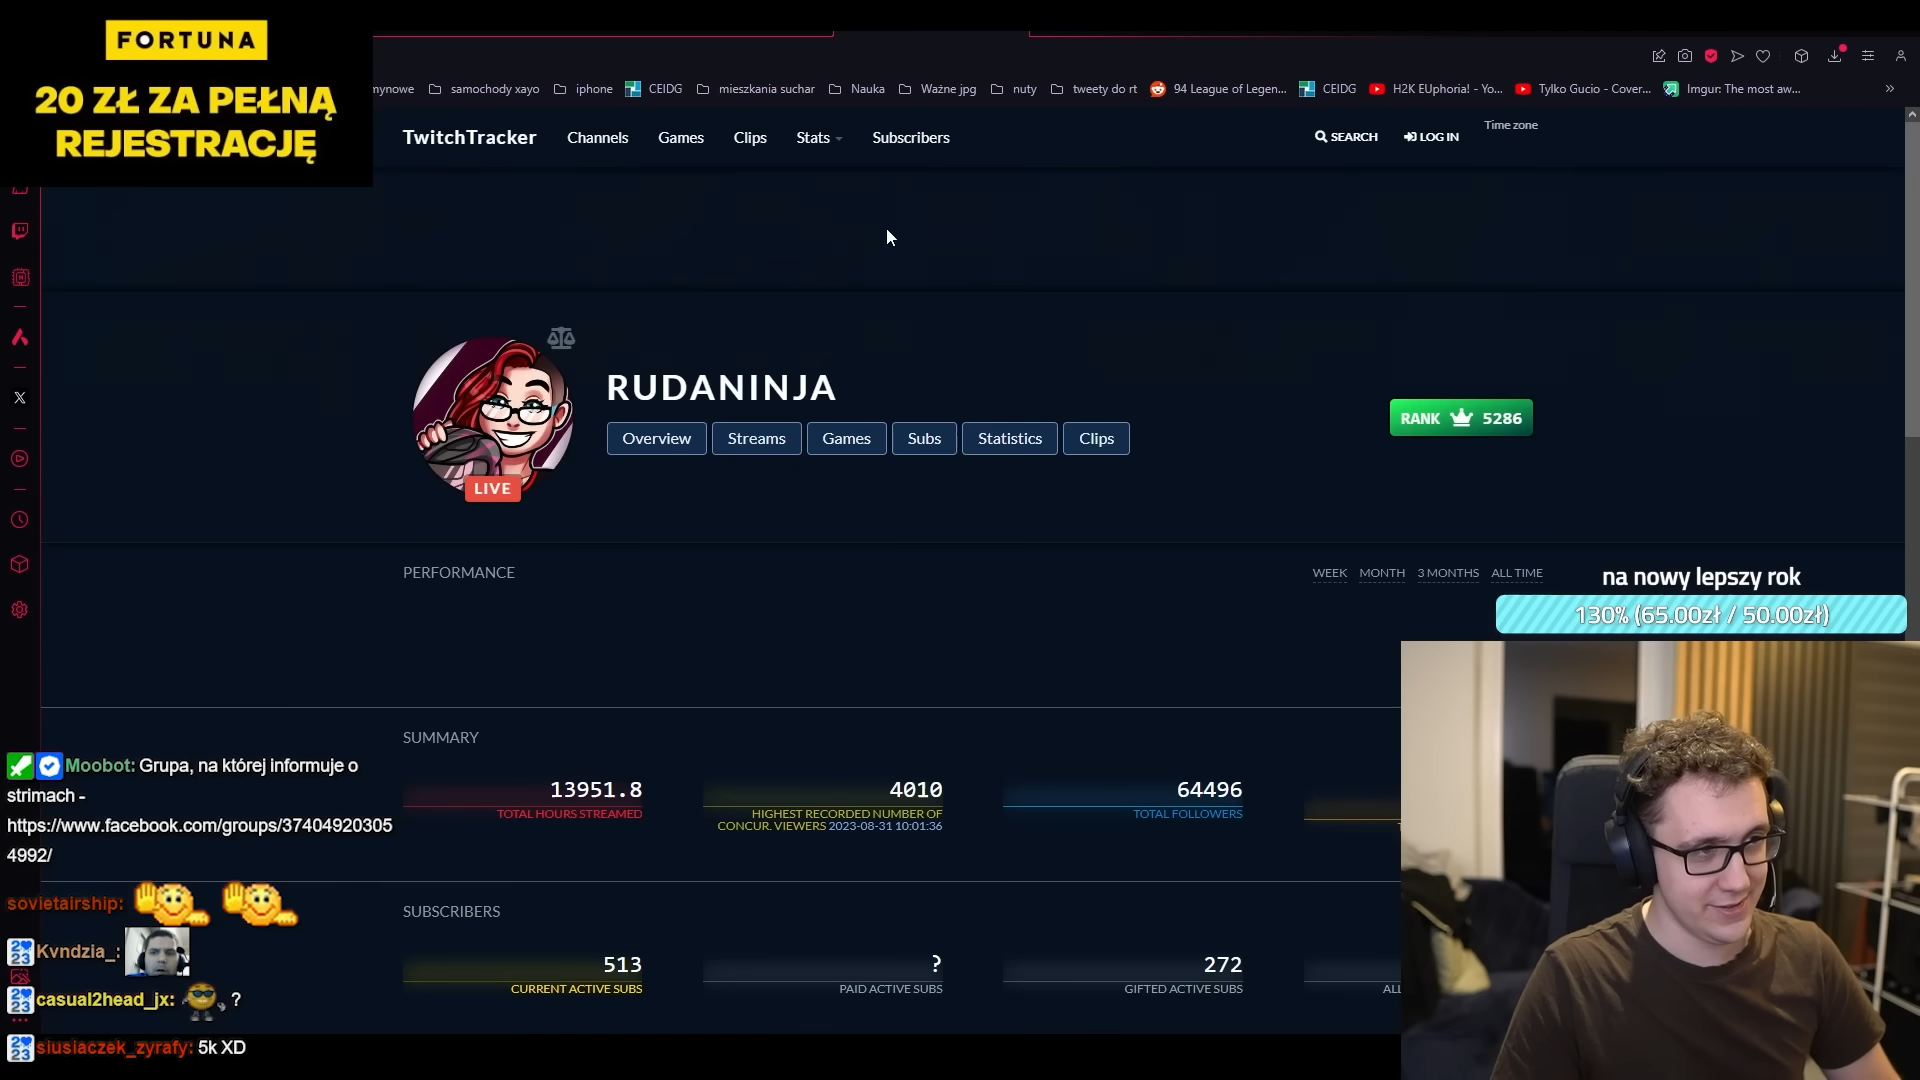 FORTUNA
20 ZŁ ZA PEŁNĄ
REJESTRACJĘ
mynowe samochody xayo iphone CEIDG mieszkania suchar Nauka Ważne jpg nuty tweety do rt 94 League of Legen... CEIDG H2K EUphoria! - Yo... Tylko Gucio - Cover... Imgur: The most aw... »
TwitchTracker Channels Games Clips Stats Subscribers SEARCH LOG IN Time zone
RUDANINJA
Overview Streams Games Subs Statistics Clips
RANK 5286
LIVE
PERFORMANCE WEEK MONTH 3 MONTHS ALL TIME
na nowy lepszy rok
130% (65.00zł / 50.00zł)
SUMMARY
13951.8 4010 64496
TOTAL HOURS STREAMED HIGHEST RECORDED NUMBER OF TOTAL FOLLOWERS
CONCUR. VIEWERS 2023-08-31 10:01:36
SUBSCRIBERS
513 ? 272
CURRENT ACTIVE SUBS PAID ACTIVE SUBS GIFTED ACTIVE SUBS ALL
Moobot: Grupa, na której informuje o
strimach -
https://www.facebook.com/groups/37404920305
4992/
sovietairship:
Kvndzia_:
casual2head_jx: ?
siusiaczek_zyrafy: 5k XD